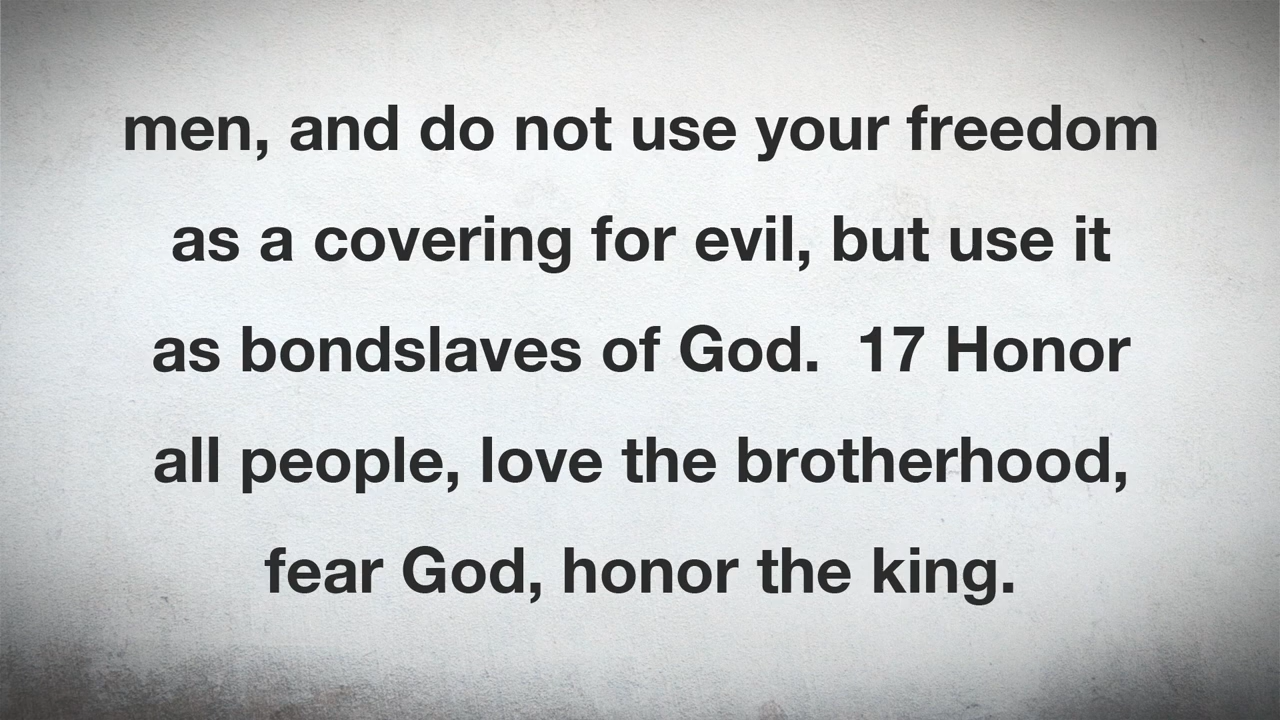 men, and do not use your freedom
as a covering for evil, but use it
as bondslaves of God.  17 Honor
all people, love the brotherhood,
fear God, honor the king.